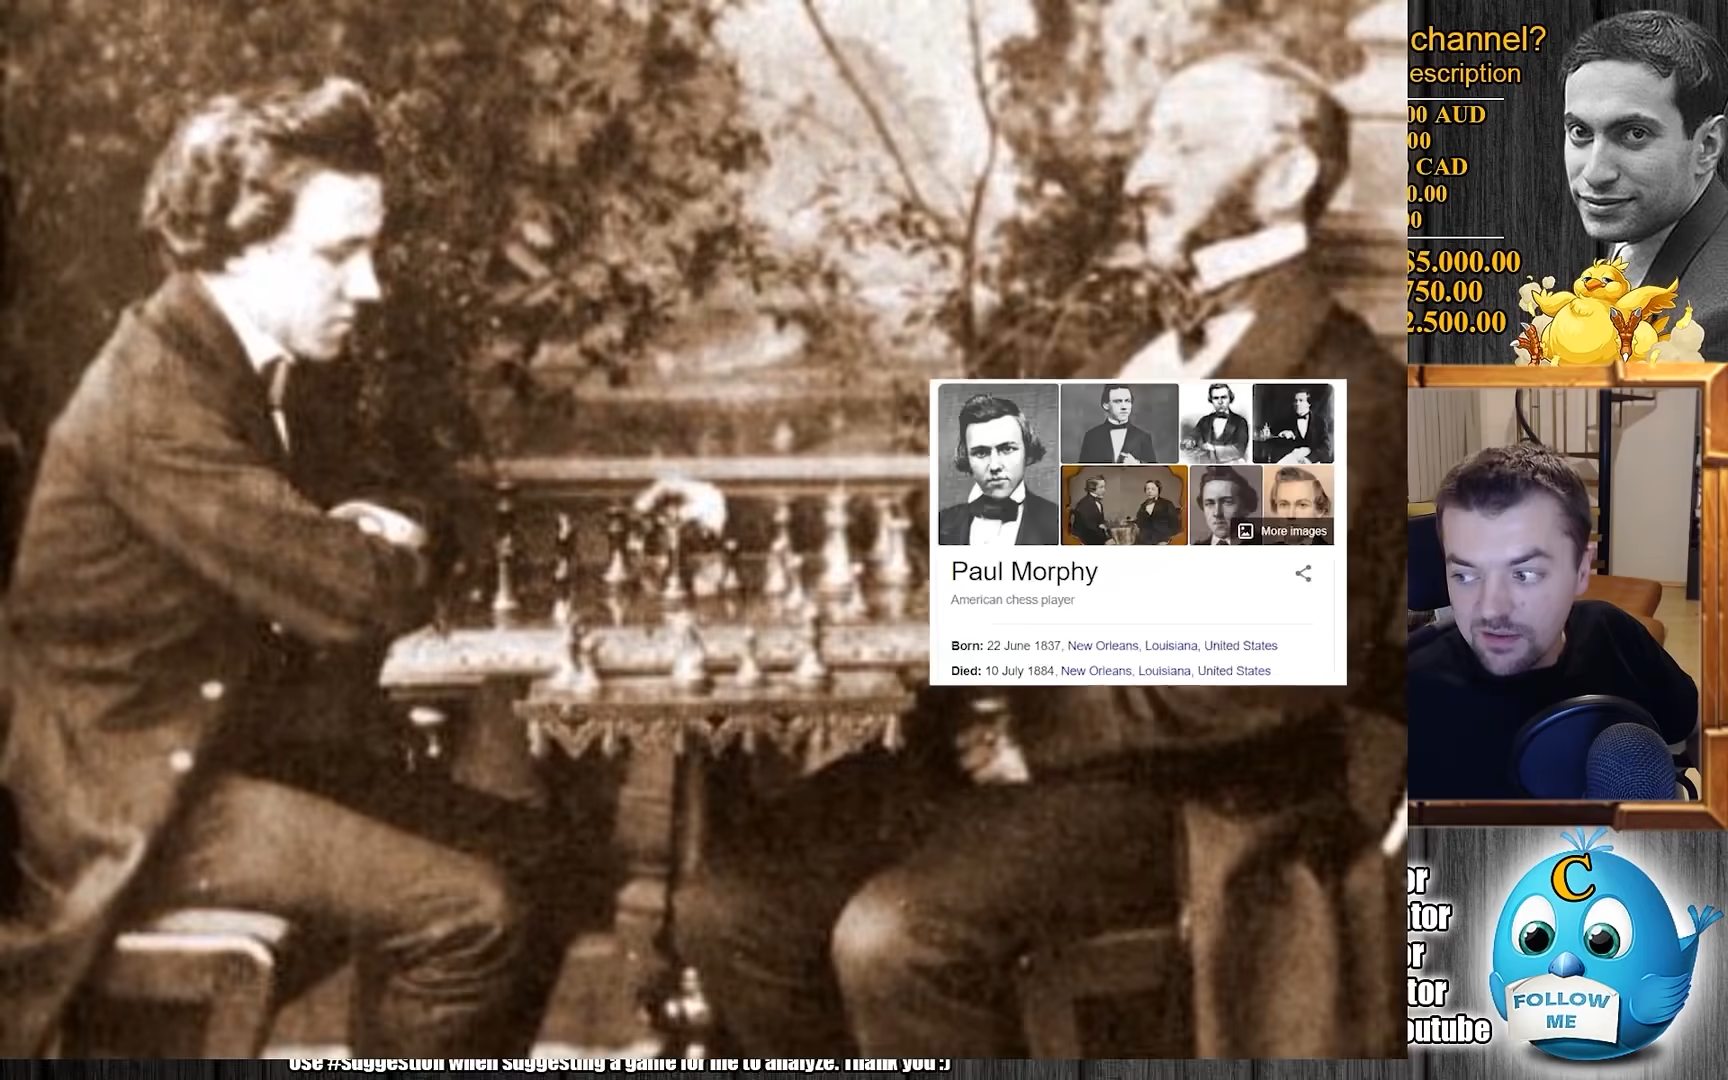 channel?
escription
00 AUD
00
CAD
0.00
00
$5.000.00
750.00
2.500.00
More images
Paul Morphy
American chess player
Born: 22 June 1837, New Orleans, Louisiana, United States
Died: 10 July 1884, New Orleans, Louisiana, United States
C
or
ator
or
tor
outube
FOLLOW
ME
Use #suggestion when suggesting a game for me to analyze. Thank you :)